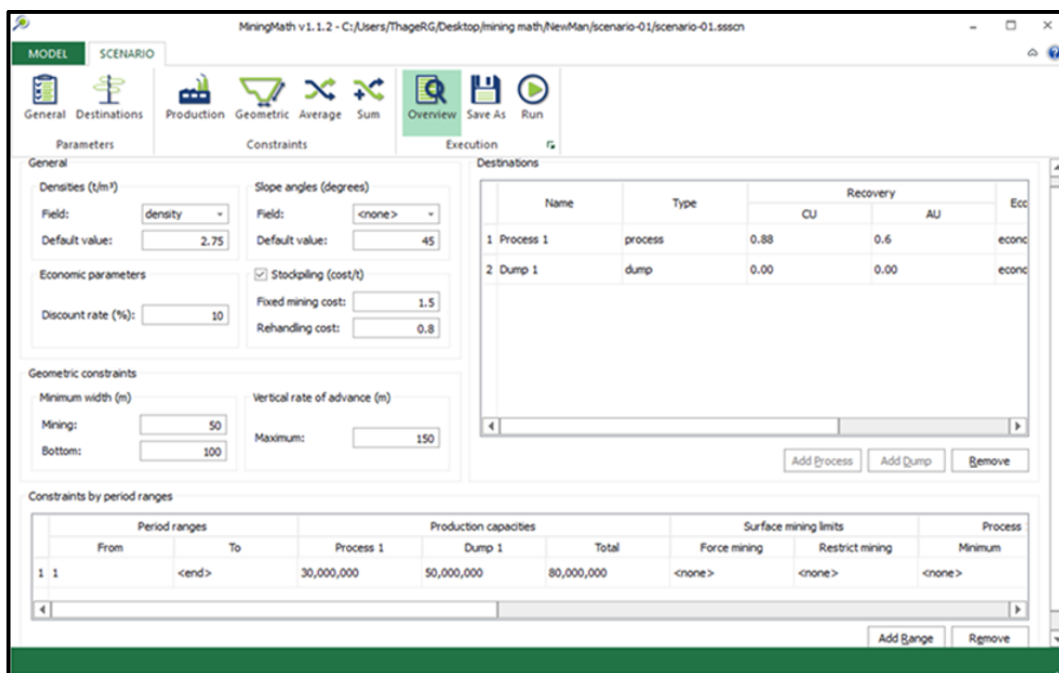 MiningMath v1.1.2 - C:/Users/ThageRG/Desktop/mining math/NewMan/scenario-01/scenario-01.ssscn
MODEL SCENARIO
General Destinations Production Geometric Average Sum Overview Save As Run
Parameters Constraints Execution
General
Densities (t/m³)
Field: density
Default value: 2.75
Slope angles (degrees)
Field: <none>
Default value: 45
Economic parameters
Discount rate (%): 10
Stockpiling (cost/t)
Fixed mining cost: 1.5
Rehandling cost: 0.8
Geometric constraints
Minimum width (m)
Mining: 50
Bottom: 100
Vertical rate of advance (m)
Maximum: 150
Destinations
Name Type Recovery Ecc
CU AU
1 Process 1 process 0.88 0.6 econc
2 Dump 1 dump 0.00 0.00 econc
Add Process Add Dump Remove
Constraints by period ranges
Period ranges Production capacities Surface mining limits Process
From To Process 1 Dump 1 Total Force mining Restrict mining Minimum
1 1 <end> 30,000,000 50,000,000 80,000,000 <none> <none> <none>
Add Range Remove